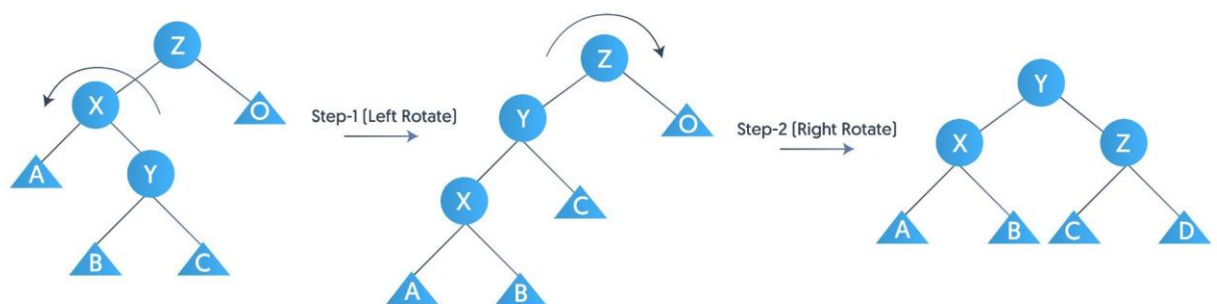 Z
X
O
A
Y
B
C
Step-1 (Left Rotate)
Z
Y
O
X
C
A
B
Step-2 (Right Rotate)
Y
X
Z
A
B
C
D